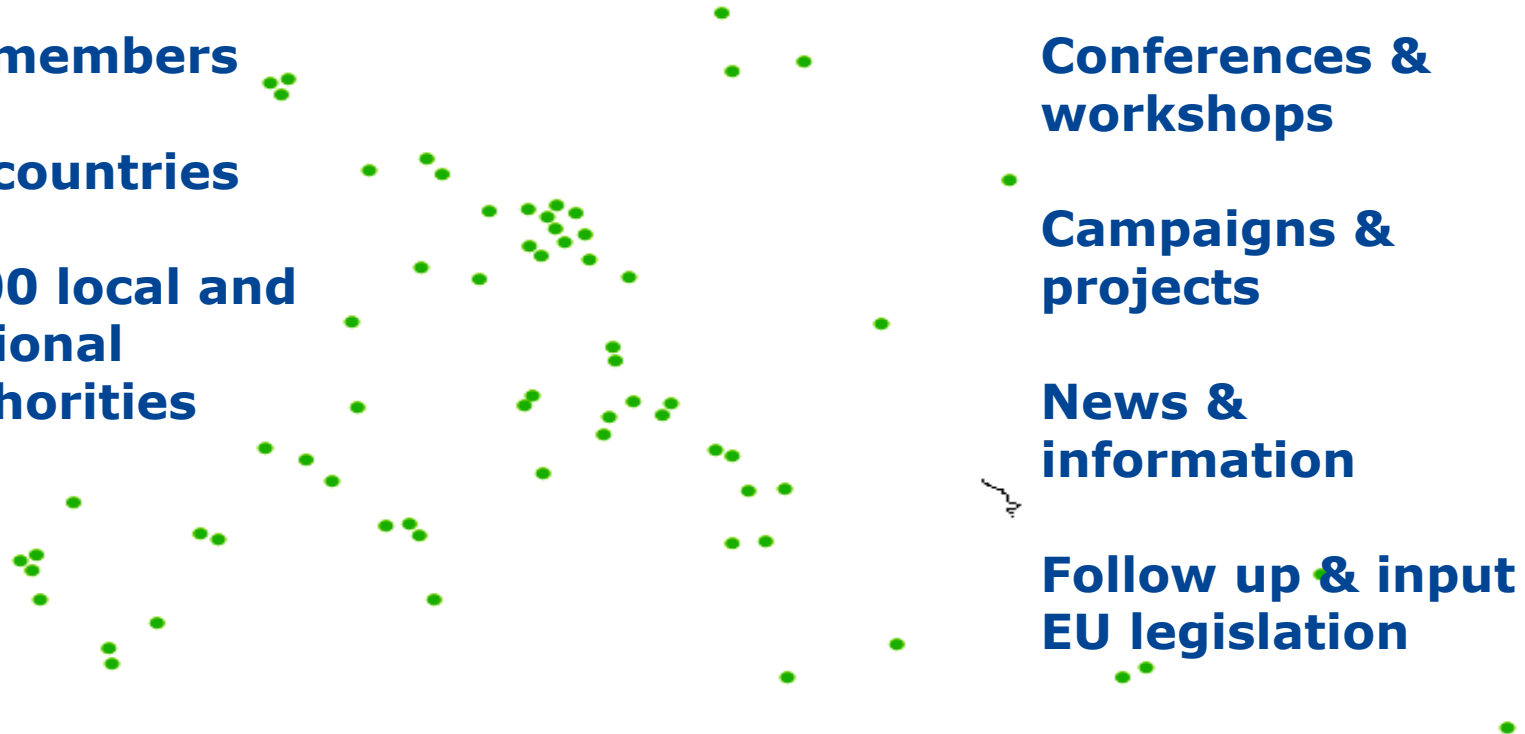 members
countries
00 local and
ional
horities
Conferences &
workshops
Campaigns &
projects
News &
information
Follow up & input
EU legislation